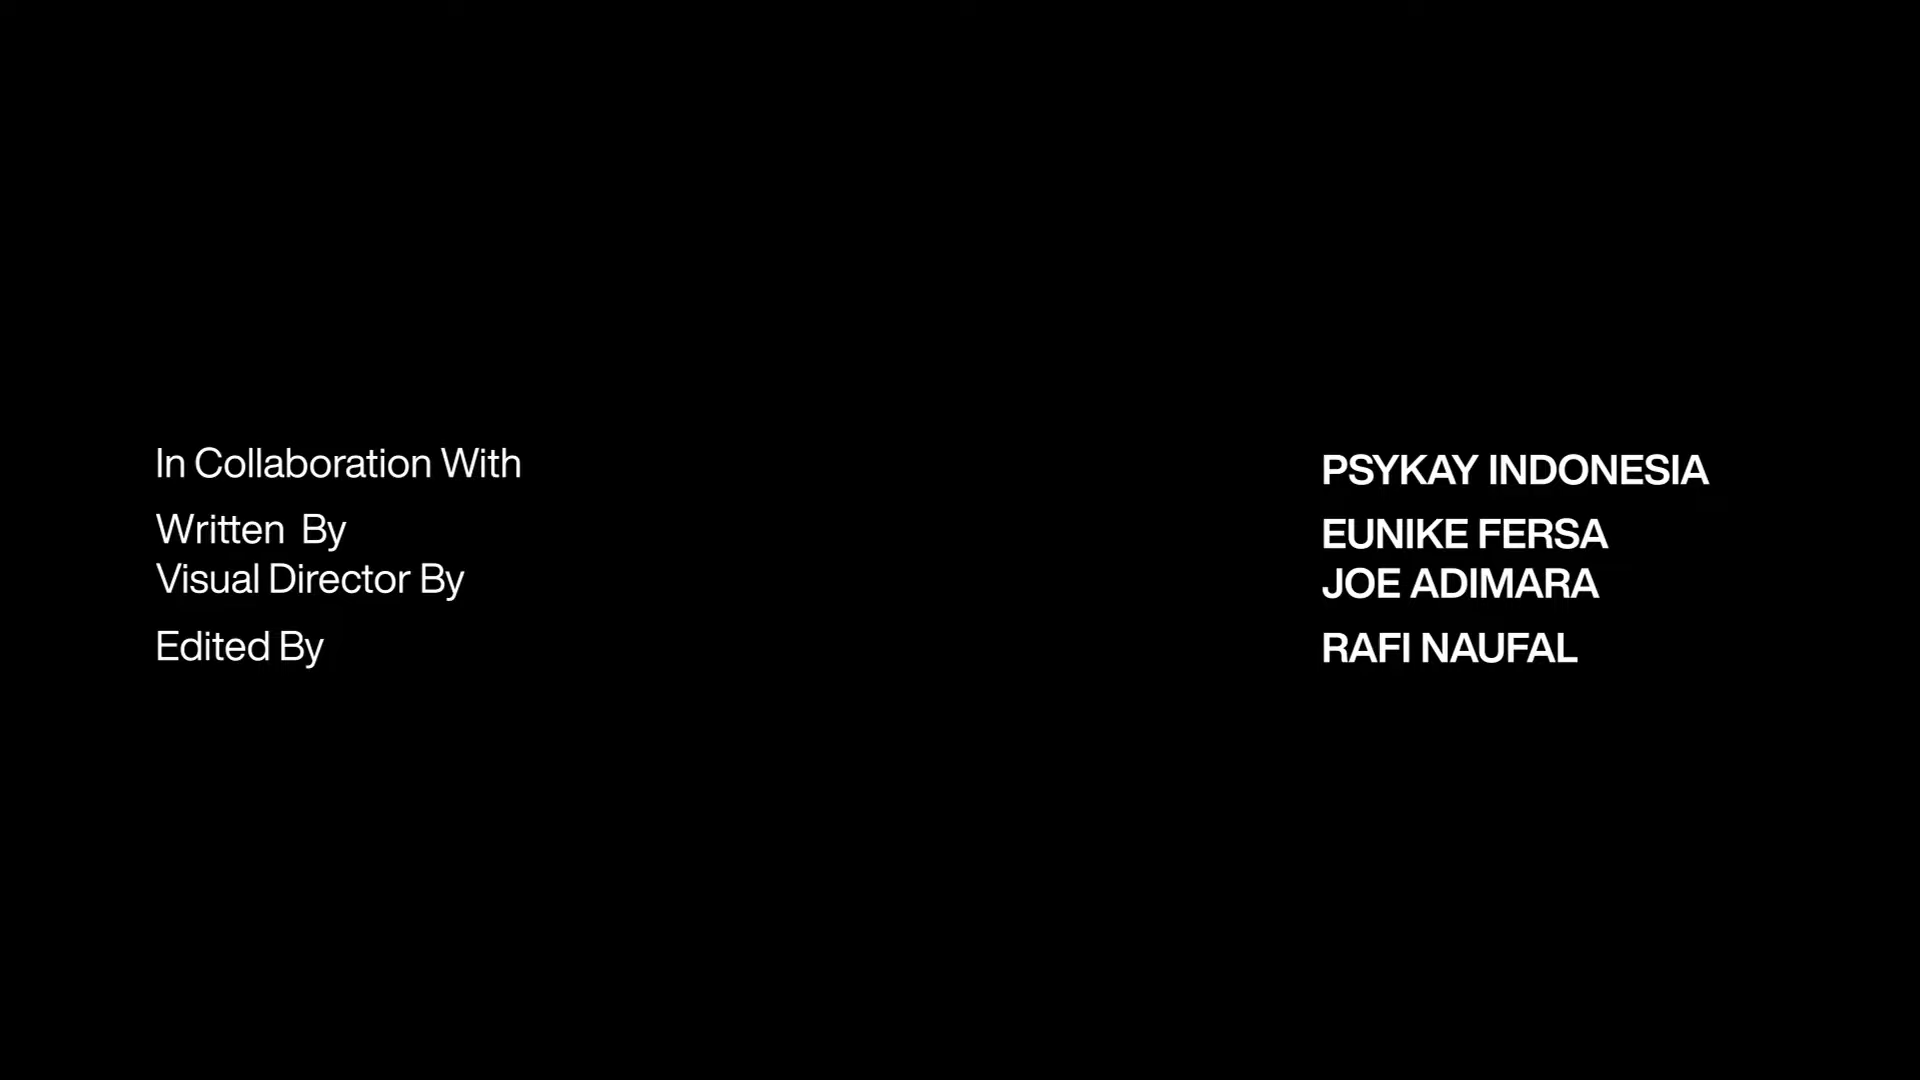 In Collaboration With PSYKAY INDONESIA
Written By EUNIKE FERSA
Visual Director By JOE ADIMARA
Edited By RAFI NAUFAL